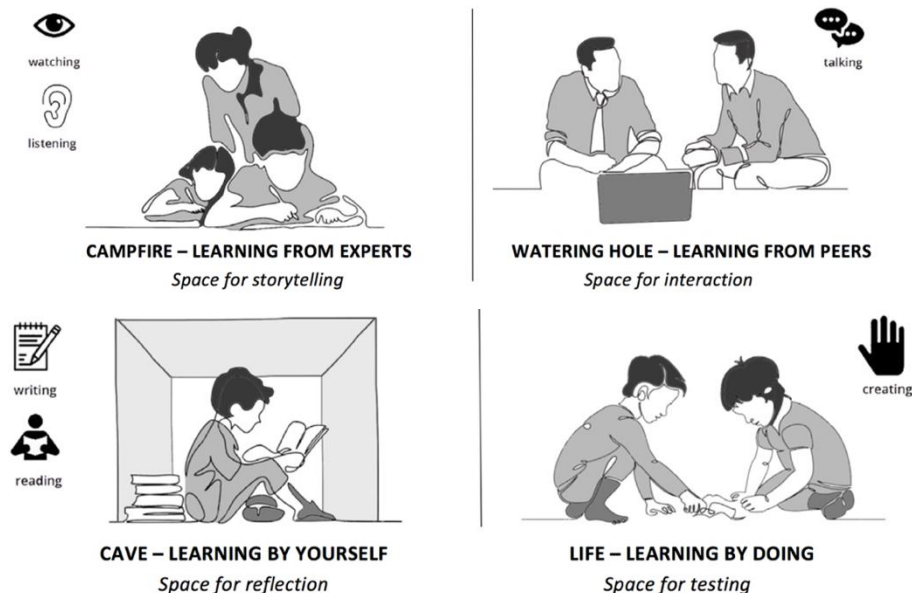 watching
listening
CAMPFIRE – LEARNING FROM EXPERTS
Space for storytelling
talking
WATERING HOLE – LEARNING FROM PEERS
Space for interaction
writing
reading
CAVE – LEARNING BY YOURSELF
Space for reflection
creating
LIFE – LEARNING BY DOING
Space for testing